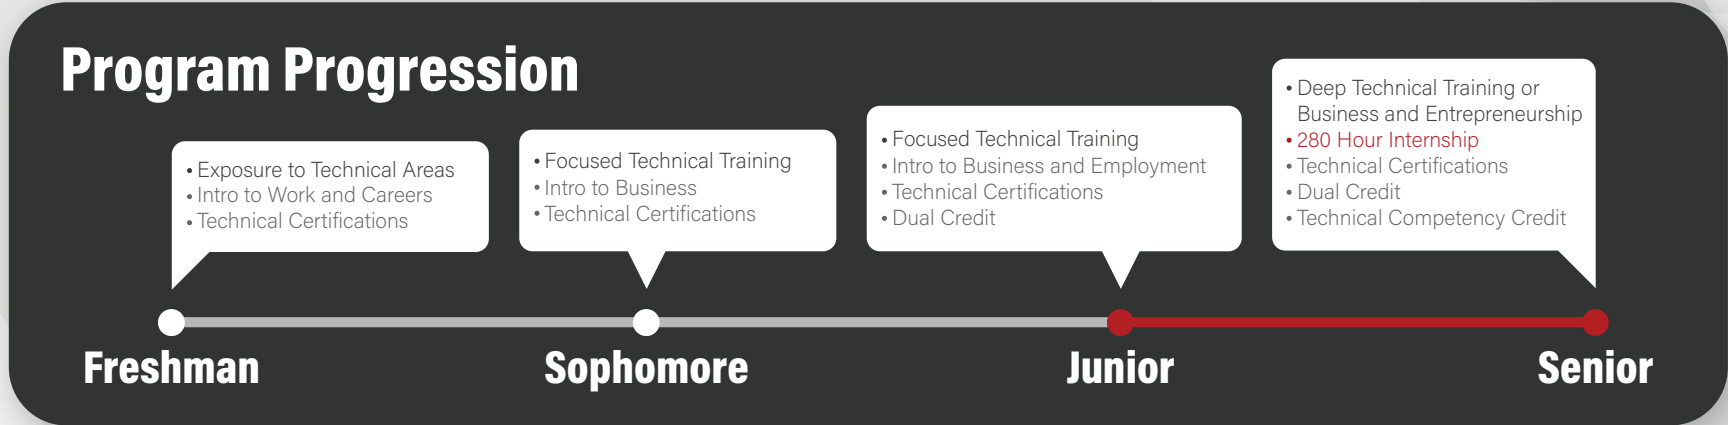 Program Progression
• Exposure to Technical Areas
• Intro to Work and Careers
• Technical Certifications
• Focused Technical Training
• Intro to Business
• Technical Certifications
• Focused Technical Training
• Intro to Business and Employment
• Technical Certifications
• Dual Credit
• Deep Technical Training or
Business and Entrepreneurship
• 280 Hour Internship
• Technical Certifications
• Dual Credit
• Technical Competency Credit
Freshman
Sophomore
Junior
Senior